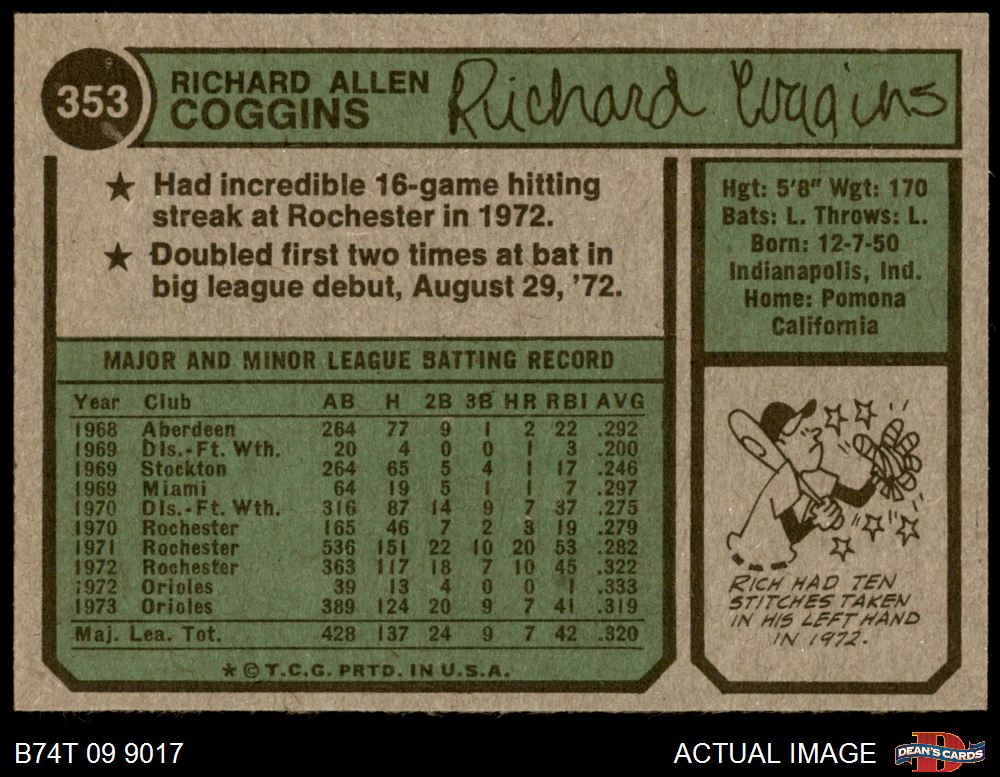 353
RICHARD ALLEN
COGGINS
Richard Coggins
★ Had incredible 16-game hitting
streak at Rochester in 1972.
★ Doubled first two times at bat in
big league debut, August 29, '72.
Hgt: 5'8" Wgt: 170
Bats: L. Throws: L.
Born: 12-7-50
Indianapolis, Ind.
Home: Pomona
California
MAJOR AND MINOR LEAGUE BATTING RECORD
Year Club AB H 2B 3B HR RBI AVG
1968 Aberdeen 264 77 9 1 2 22 .292
1969 Dls.-Ft. Wth. 20 4 0 0 1 3 .200
1969 Stockton 264 65 5 4 1 17 .246
1969 Miami 64 19 5 1 1 7 .297
1970 Dls.-Ft. Wth. 316 87 14 9 7 37 .275
1970 Rochester 165 46 7 2 3 19 .279
1971 Rochester 536 151 22 10 20 53 .282
1972 Rochester 363 117 18 7 10 45 .322
1972 Orioles 39 13 4 0 0 1 .333
1973 Orioles 389 124 20 9 7 41 .319
Maj. Lea. Tot. 428 137 24 9 7 42 .320
* © T.C.G. PRTD. IN U.S.A.
RICH HAD TEN
STITCHES TAKEN
IN HIS LEFT HAND
IN 1972.
B74T 09 9017
ACTUAL IMAGE
DEAN'S CARDS